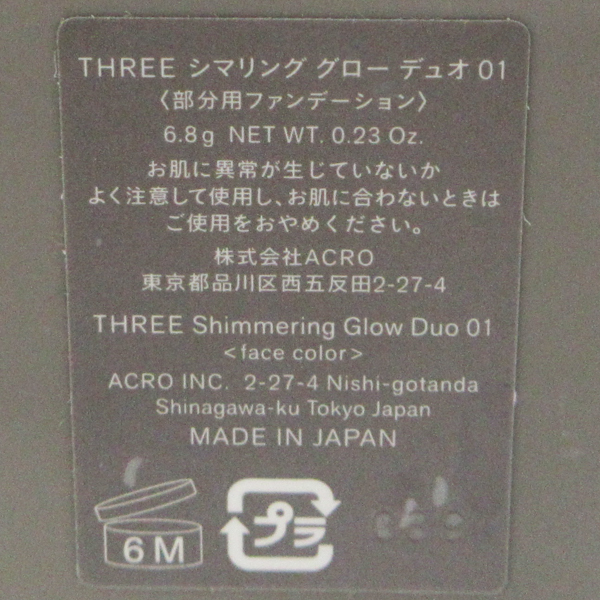 THREE シマリング グロー デュオ 01
〈部分用ファンデーション〉
6.8g NET WT. 0.23 Oz.
お肌に異常が生じていないか
よく注意して使用し、お肌に合わないときは
ご使用をおやめください。
株式会社ACRO
東京都品川区西五反田2-27-4
THREE Shimmering Glow Duo 01
<face color>
ACRO INC. 2-27-4 Nishi-gotanda
Shinagawa-ku Tokyo Japan
MADE IN JAPAN
6M プラ